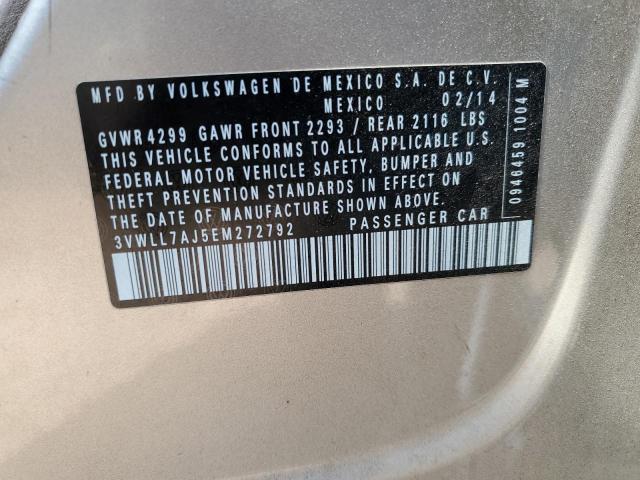 MFD BY VOLKSWAGEN DE MEXICO S.A. DE C.V.
MEXICO 02/14
GVWR 4299 GAWR FRONT 2293 / REAR 2116 LBS
THIS VEHICLE CONFORMS TO ALL APPLICABLE U.S.
FEDERAL MOTOR VEHICLE SAFETY, BUMPER AND
THEFT PREVENTION STANDARDS IN EFFECT ON
THE DATE OF MANUFACTURE SHOWN ABOVE.
3VWLL7AJ5EM272792 PASSENGER CAR
0946459 1004 M